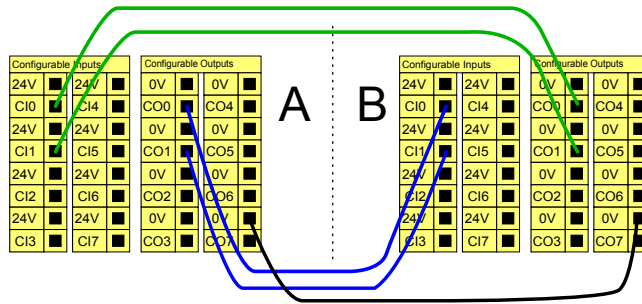 Configurable Inputs Configurable Outputs A B Configurable Inputs Configurable Outputs
24V 24V 0V 0V 24V 24V 0V 0V
CI0 CI4 CO0 CO4 CI0 CI4 CO0 CO4
24V 24V 0V 0V 24V 24V 0V 0V
CI1 CI5 CO1 CO5 CI1 CI5 CO1 CO5
24V 24V 0V 0V 24V 24V 0V 0V
CI2 CI6 CO2 CO6 CI2 CI6 CO2 CO6
24V 24V 0V 0V 24V 24V 0V 0V
CI3 CI7 CO3 CO7 CI3 CI7 CO3 CO7